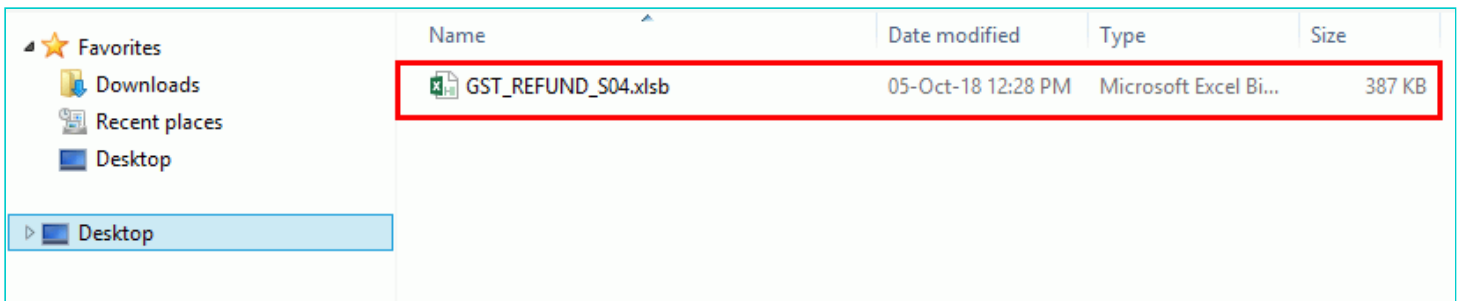 Favorites
Downloads
Recent places
Desktop
Desktop
Name Date modified Type Size
GST_REFUND_S04.xlsb 05-Oct-18 12:28 PM Microsoft Excel Bi... 387 KB